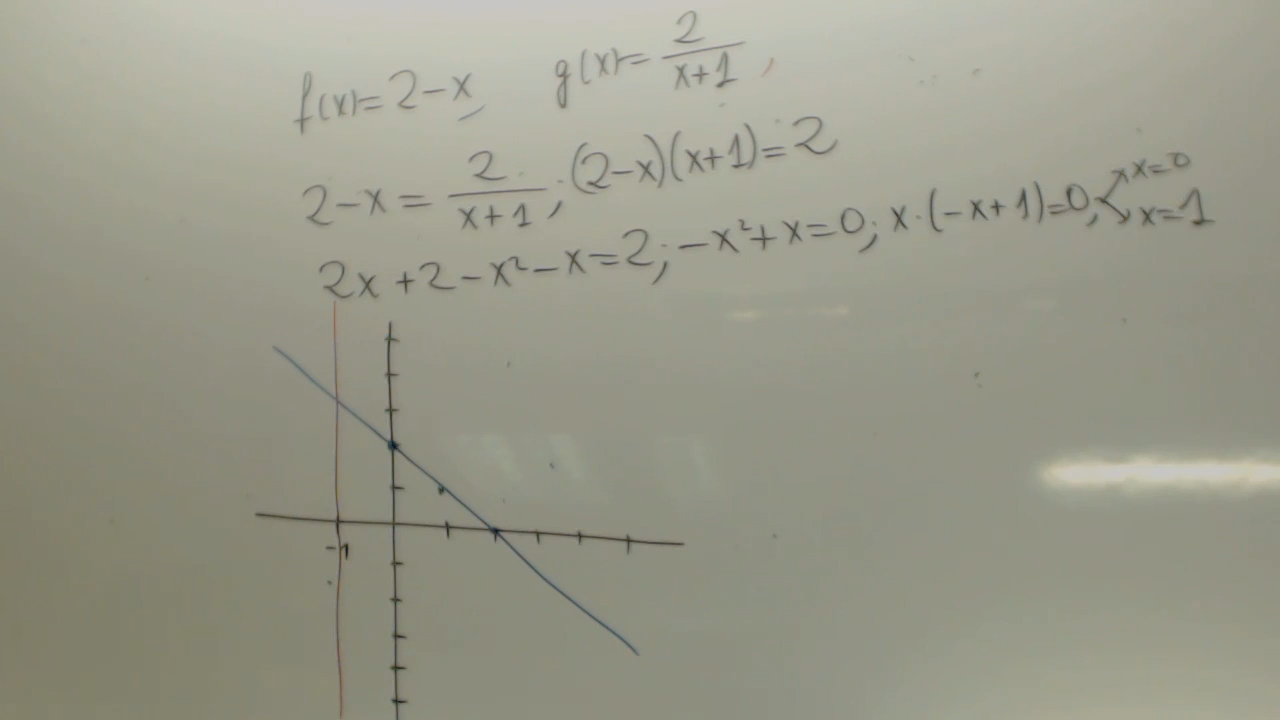 f(x)=2-x, g(x)=2/(x+1),
2-x=2/(x+1); (2-x)(x+1)=2
2x+2-x²-x=2; -x²+x=0; x·(-x+1)=0, x=0 x=1
-1